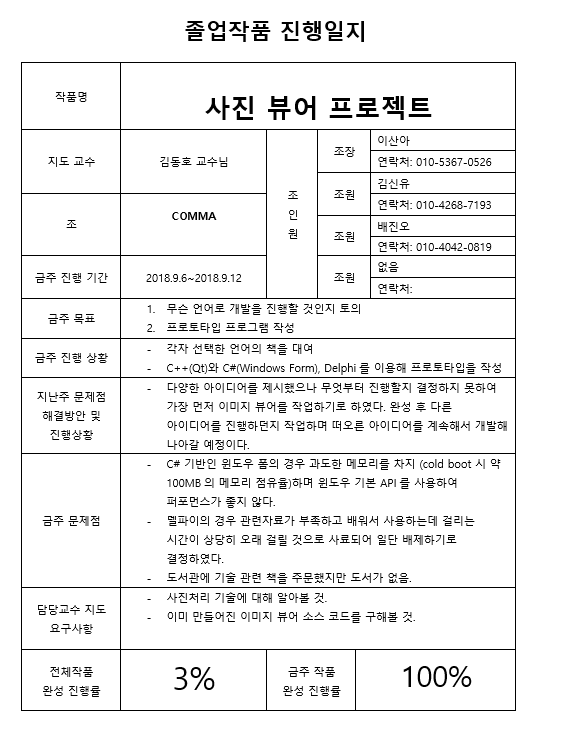 졸업작품 진행일지
작품명
사진 뷰어 프로젝트
지도 교수
김동호 교수님
조인원
조장
이산아
연락처: 010-5367-0526
조원
김신유
연락처: 010-4268-7193
조
COMMA
조원
배진오
연락처: 010-4042-0819
금주 진행 기간
2018.9.6~2018.9.12
조원
없음
연락처:
금주 목표
1. 무슨 언어로 개발을 진행할 것인지 토의
2. 프로토타입 프로그램 작성
금주 진행 상황
- 각자 선택한 언어의 책을 대여
- C++(Qt)와 C#(Windows Form), Delphi 를 이용해 프로토타입을 작성
지난주 문제점
해결방안 및
진행상황
- 다양한 아이디어를 제시했으나 무엇부터 진행할지 결정하지 못하여
가장 먼저 이미지 뷰어를 작업하기로 하였다. 완성 후 다른
아이디어를 진행하던지 작업하며 떠오른 아이디어를 계속해서 개발해
나아갈 예정이다.
금주 문제점
- C# 기반인 윈도우 폼의 경우 과도한 메모리를 차지 (cold boot 시 약
100MB 의 메모리 점유율)하며 윈도우 기본 API 를 사용하여
퍼포먼스가 좋지 않다.
- 델파이의 경우 관련자료가 부족하고 배워서 사용하는데 걸리는
시간이 상당히 오래 걸릴 것으로 사료되어 일단 배제하기로
결정하였다.
- 도서관에 기술 관련 책을 주문했지만 도서가 없음.
담당교수 지도
요구사항
- 사진처리 기술에 대해 알아볼 것.
- 이미 만들어진 이미지 뷰어 소스 코드를 구해볼 것.
전체작품
완성 진행률
3%
금주 작품
완성 진행률
100%